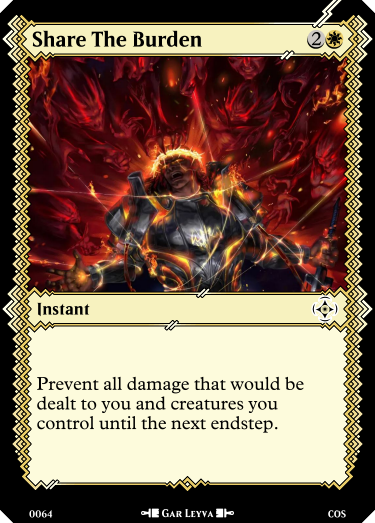 Share The Burden 2
Instant
Prevent all damage that would be
dealt to you and creatures you
control until the next endstep.
0064 Gar Leyva COS